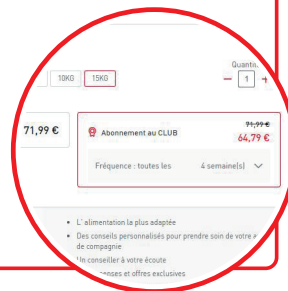 Quantit
10KG 15KG
— 1 +
71,99 €
Abonnement au CLUB
71,99 €
64,79 €
Fréquence : toutes les 4 semaine(s)
• L' alimentation la plus adaptée
• Des conseils personnalisés pour prendre soin de votre
de compagnie
Un conseiller à votre écoute
et offres exclusives